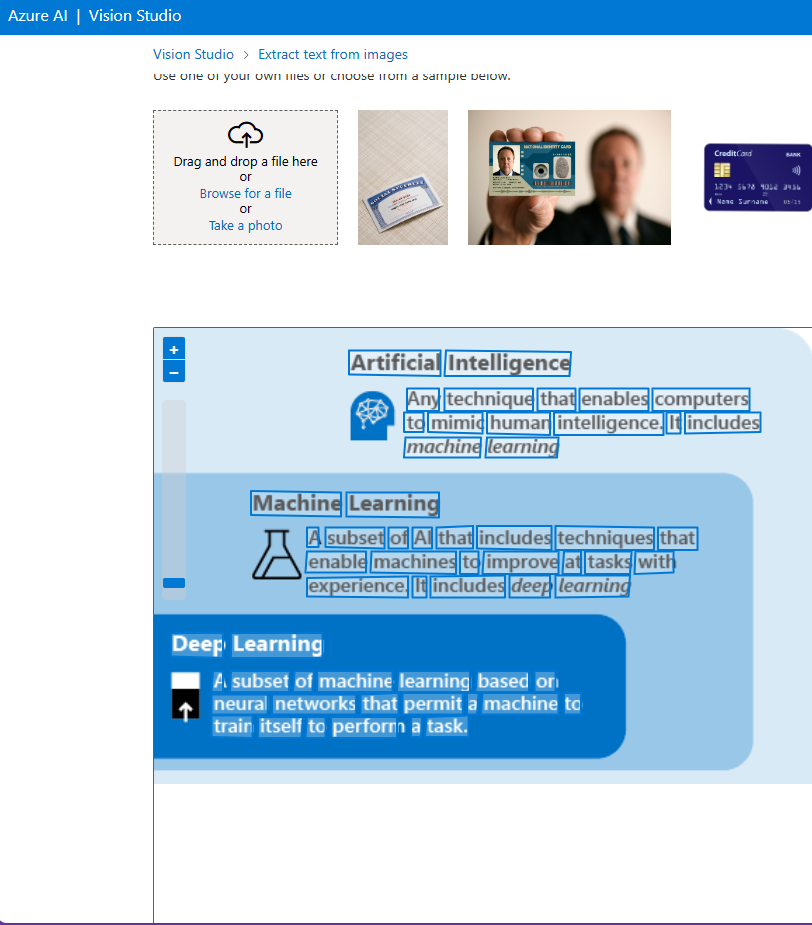 Azure AI | Vision Studio
Vision Studio > Extract text from images
Use one of your own files or choose from a sample below.
Drag and drop a file here
or
Browse for a file
or
Take a photo
SOCIAL SECURITY
NATIONAL IDENTITY CARD
CreditCard BANK
1234 5678 9012 3456
Name Surname
+
−
Artificial Intelligence
Any technique that enables computers
to mimic human intelligence. It includes
machine learning
Machine Learning
A subset of AI that includes techniques that
enable machines to improve at tasks with
experience. It includes deep learning
Deep Learning
A subset of machine learning based on
neural networks that permit a machine to
train itself to perform a task.